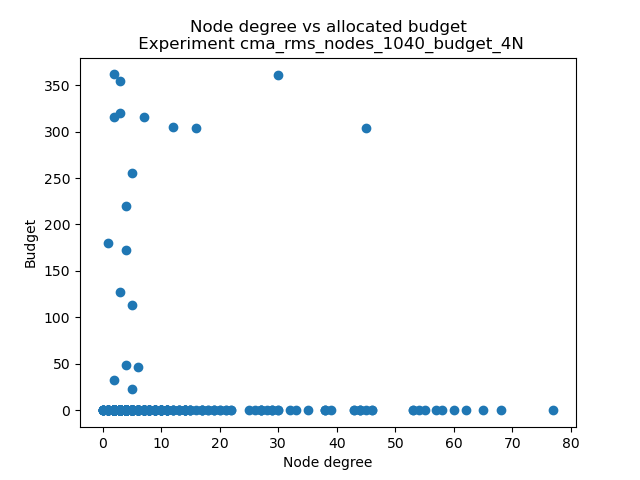 Node degree vs allocated budget
Experiment cma_rms_nodes_1040_budget_4N
350
300
250
200
150
100
50
0
Budget
0 10 20 30 40 50 60 70 80
Node degree